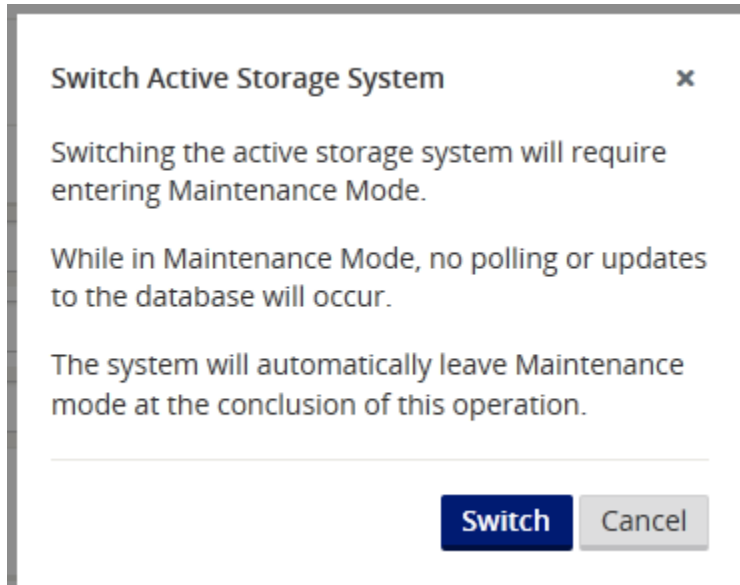 Switch Active Storage System ×
Switching the active storage system will require
entering Maintenance Mode.
While in Maintenance Mode, no polling or updates
to the database will occur.
The system will automatically leave Maintenance
mode at the conclusion of this operation.
Switch Cancel